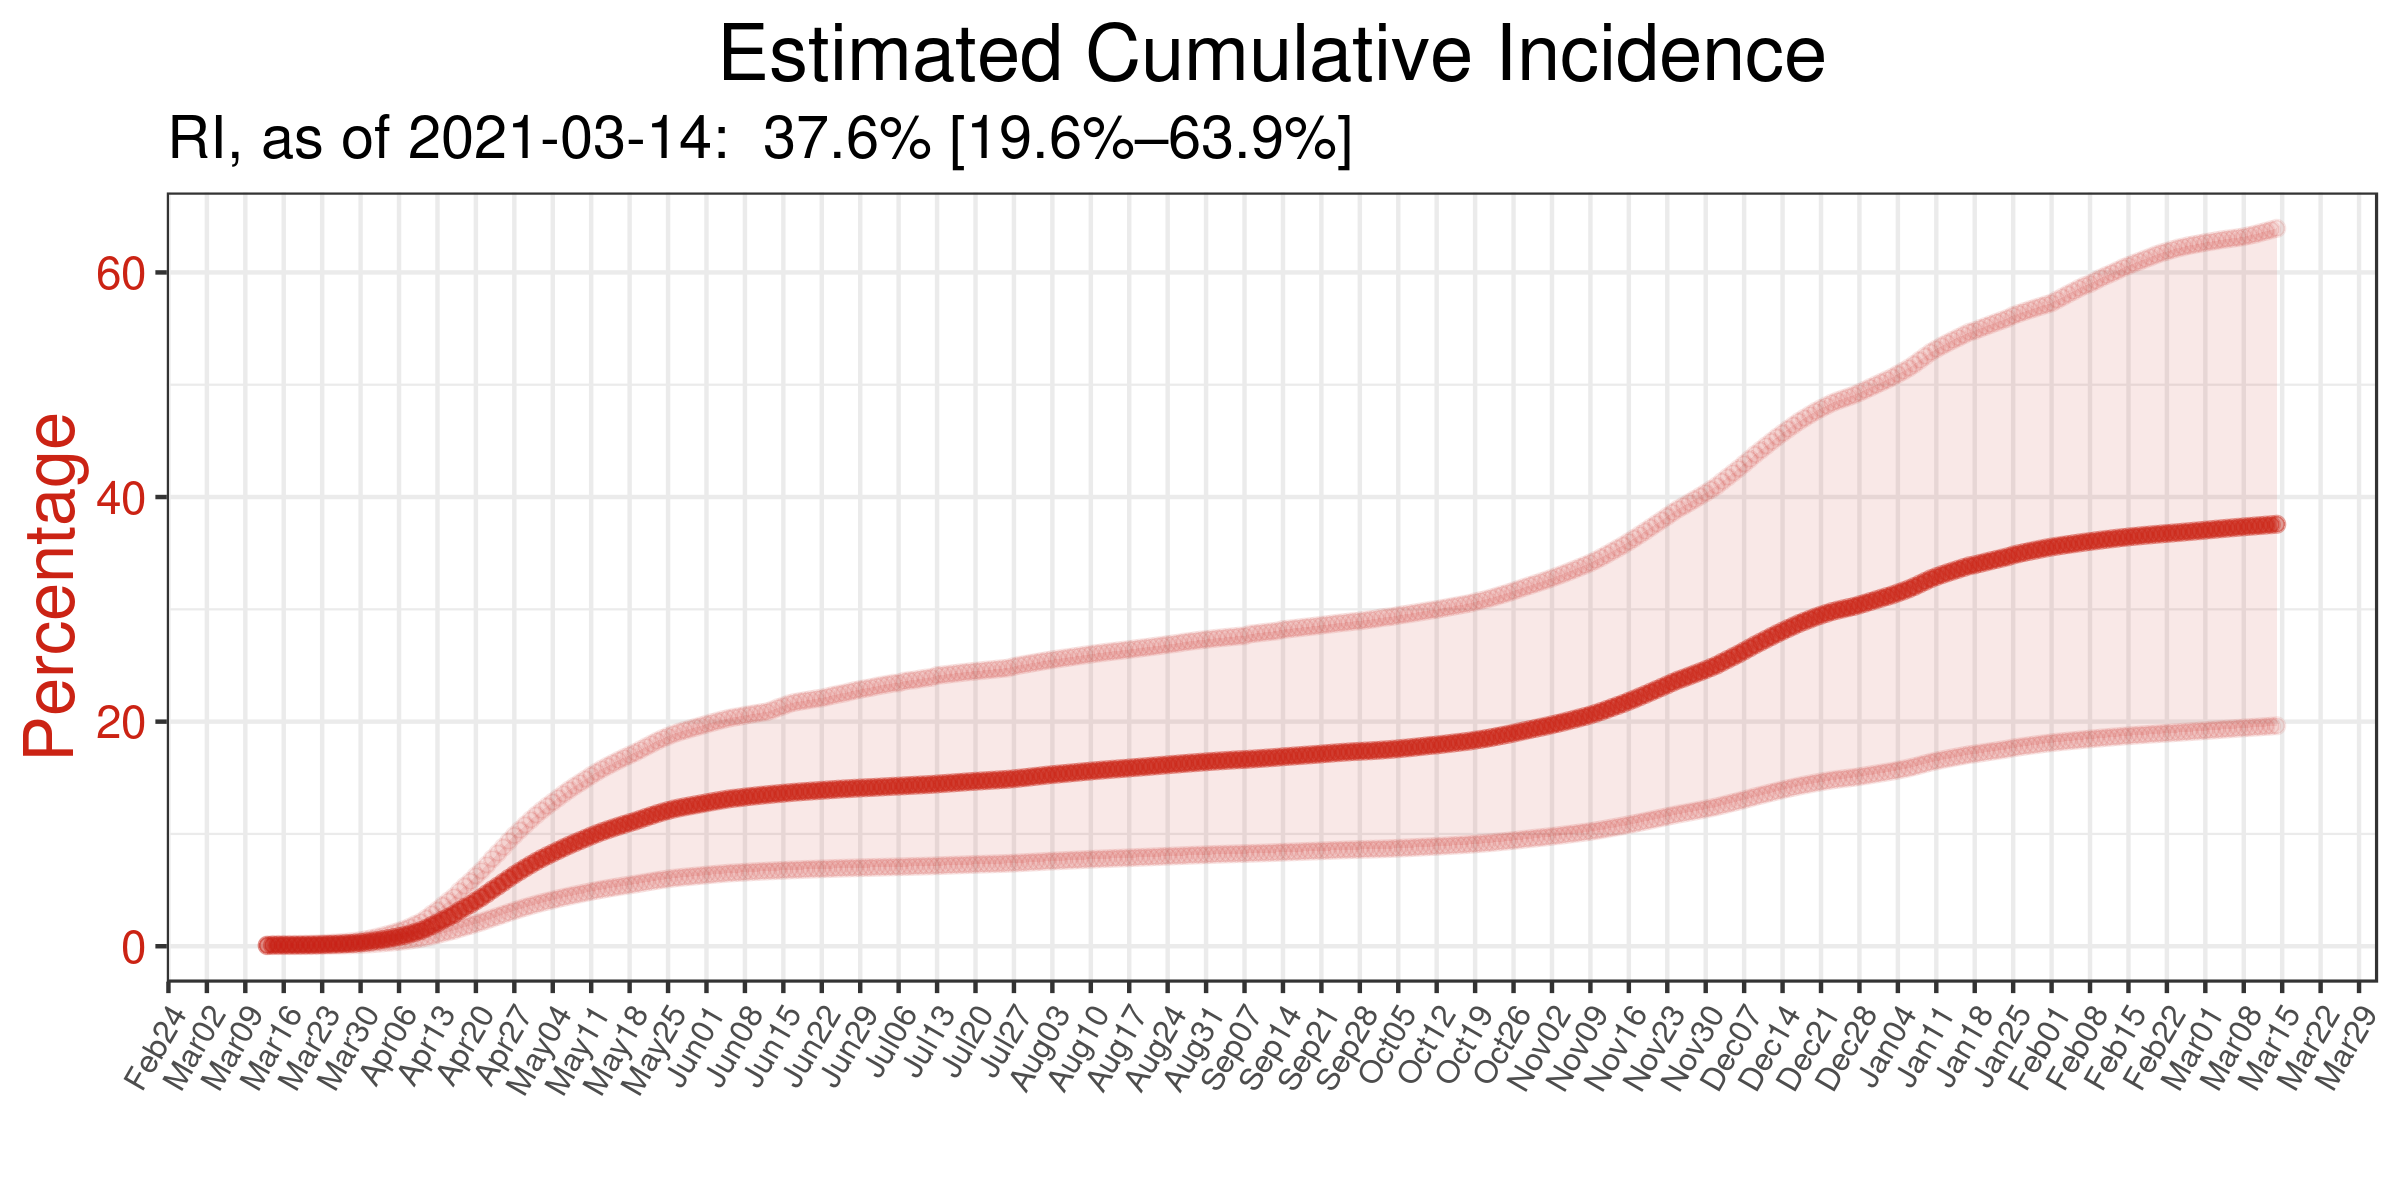 Estimated Cumulative Incidence
RI, as of 2021-03-14:  37.6% [19.6%–63.9%]
Percentage
60
40
20
0
Feb24
Mar02
Mar09
Mar16
Mar23
Mar30
Apr06
Apr13
Apr20
Apr27
May04
May11
May18
May25
Jun01
Jun08
Jun15
Jun22
Jun29
Jul06
Jul13
Jul20
Jul27
Aug03
Aug10
Aug17
Aug24
Aug31
Sep07
Sep14
Sep21
Sep28
Oct05
Oct12
Oct19
Oct26
Nov02
Nov09
Nov16
Nov23
Nov30
Dec07
Dec14
Dec21
Dec28
Jan04
Jan11
Jan18
Jan25
Feb01
Feb08
Feb15
Feb22
Mar01
Mar08
Mar15
Mar22
Mar29